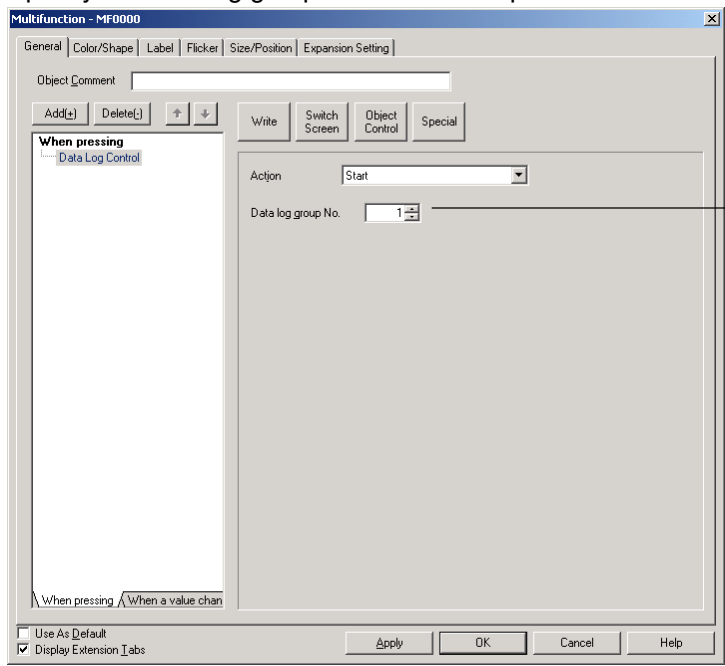 Multifunction - MF0000
General Color/Shape Label Flicker Size/Position Expansion Setting
Object Comment
Add(+) Delete(-)
Write Switch Screen Object Control Special
When pressing
Data Log Control
Action Start
Data log group No. 1
When pressing When a value chan
Use As Default
Display Extension Tabs
Apply OK Cancel Help